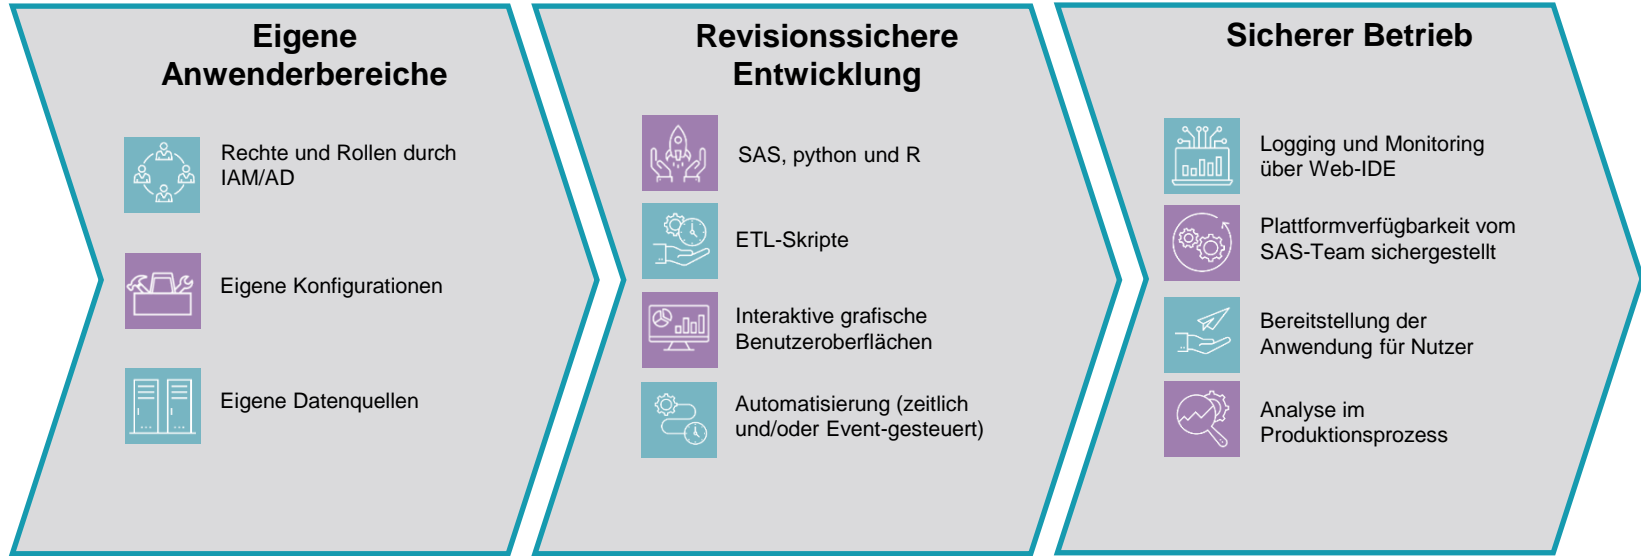 Eigene
Anwenderbereiche
Rechte und Rollen durch
IAM/AD
Eigene Konfigurationen
Eigene Datenquellen
Revisionssichere
Entwicklung
SAS, python und R
ETL-Skripte
Interaktive grafische
Benutzeroberflächen
Automatisierung (zeitlich
und/oder Event-gesteuert)
Sicherer Betrieb
Logging und Monitoring
über Web-IDE
Plattformverfügbarkeit vom
SAS-Team sichergestellt
Bereitstellung der
Anwendung für Nutzer
Analyse im
Produktionsprozess